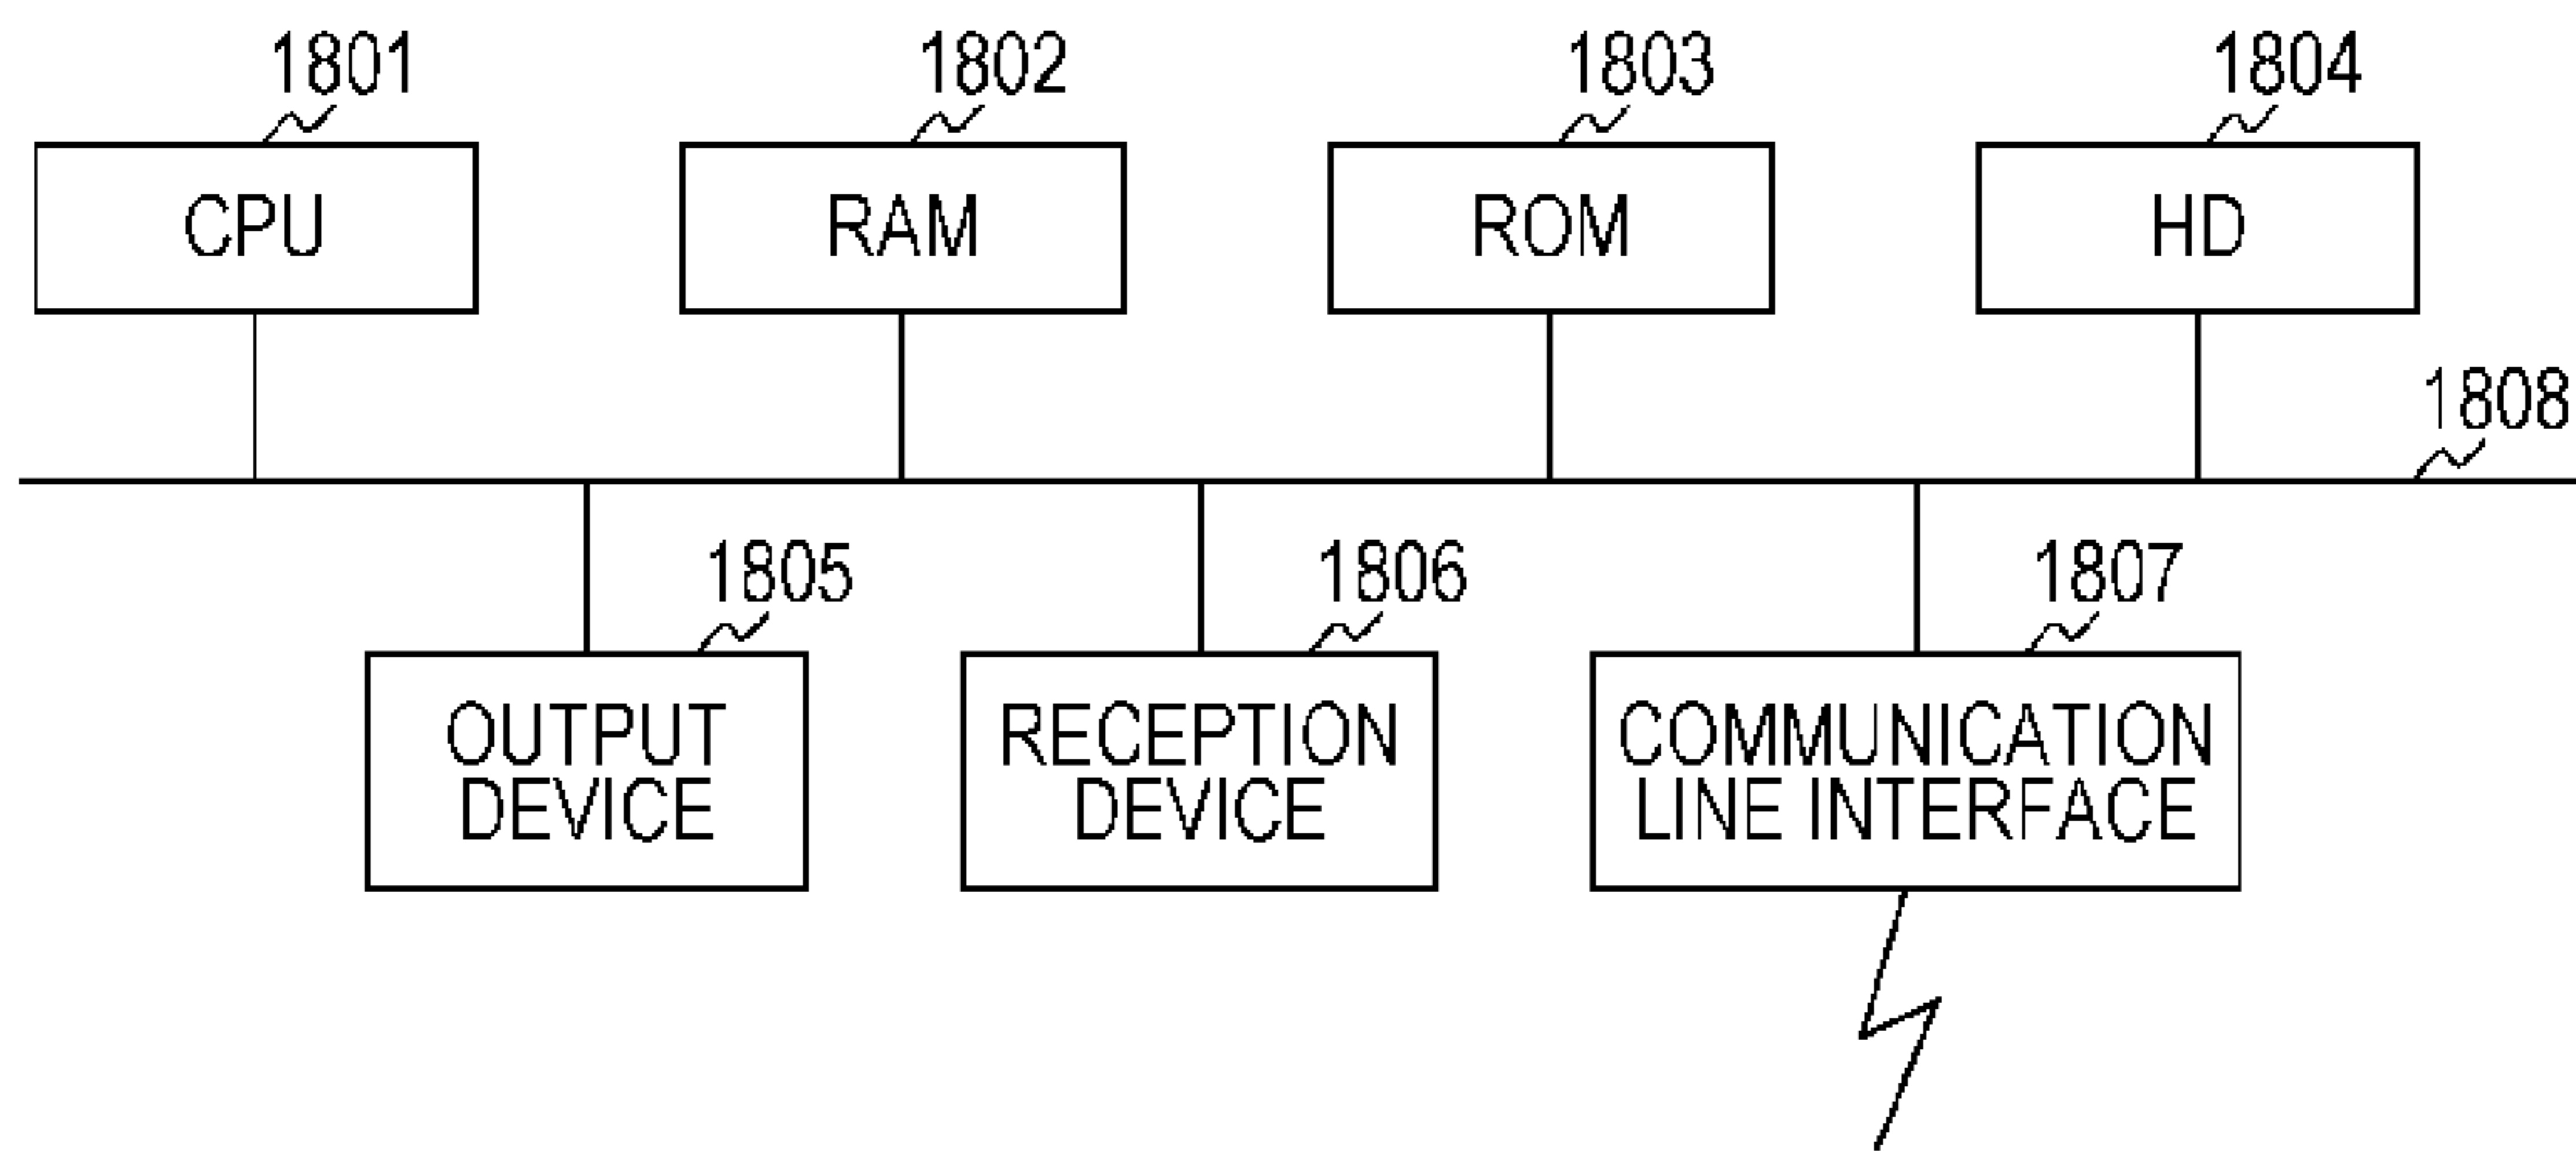 1801
1802
1803
1804
CPU
RAM
ROM
HD
1808
1805
1806
1807
OUTPUT
DEVICE
RECEPTION
DEVICE
COMMUNICATION
LINE INTERFACE